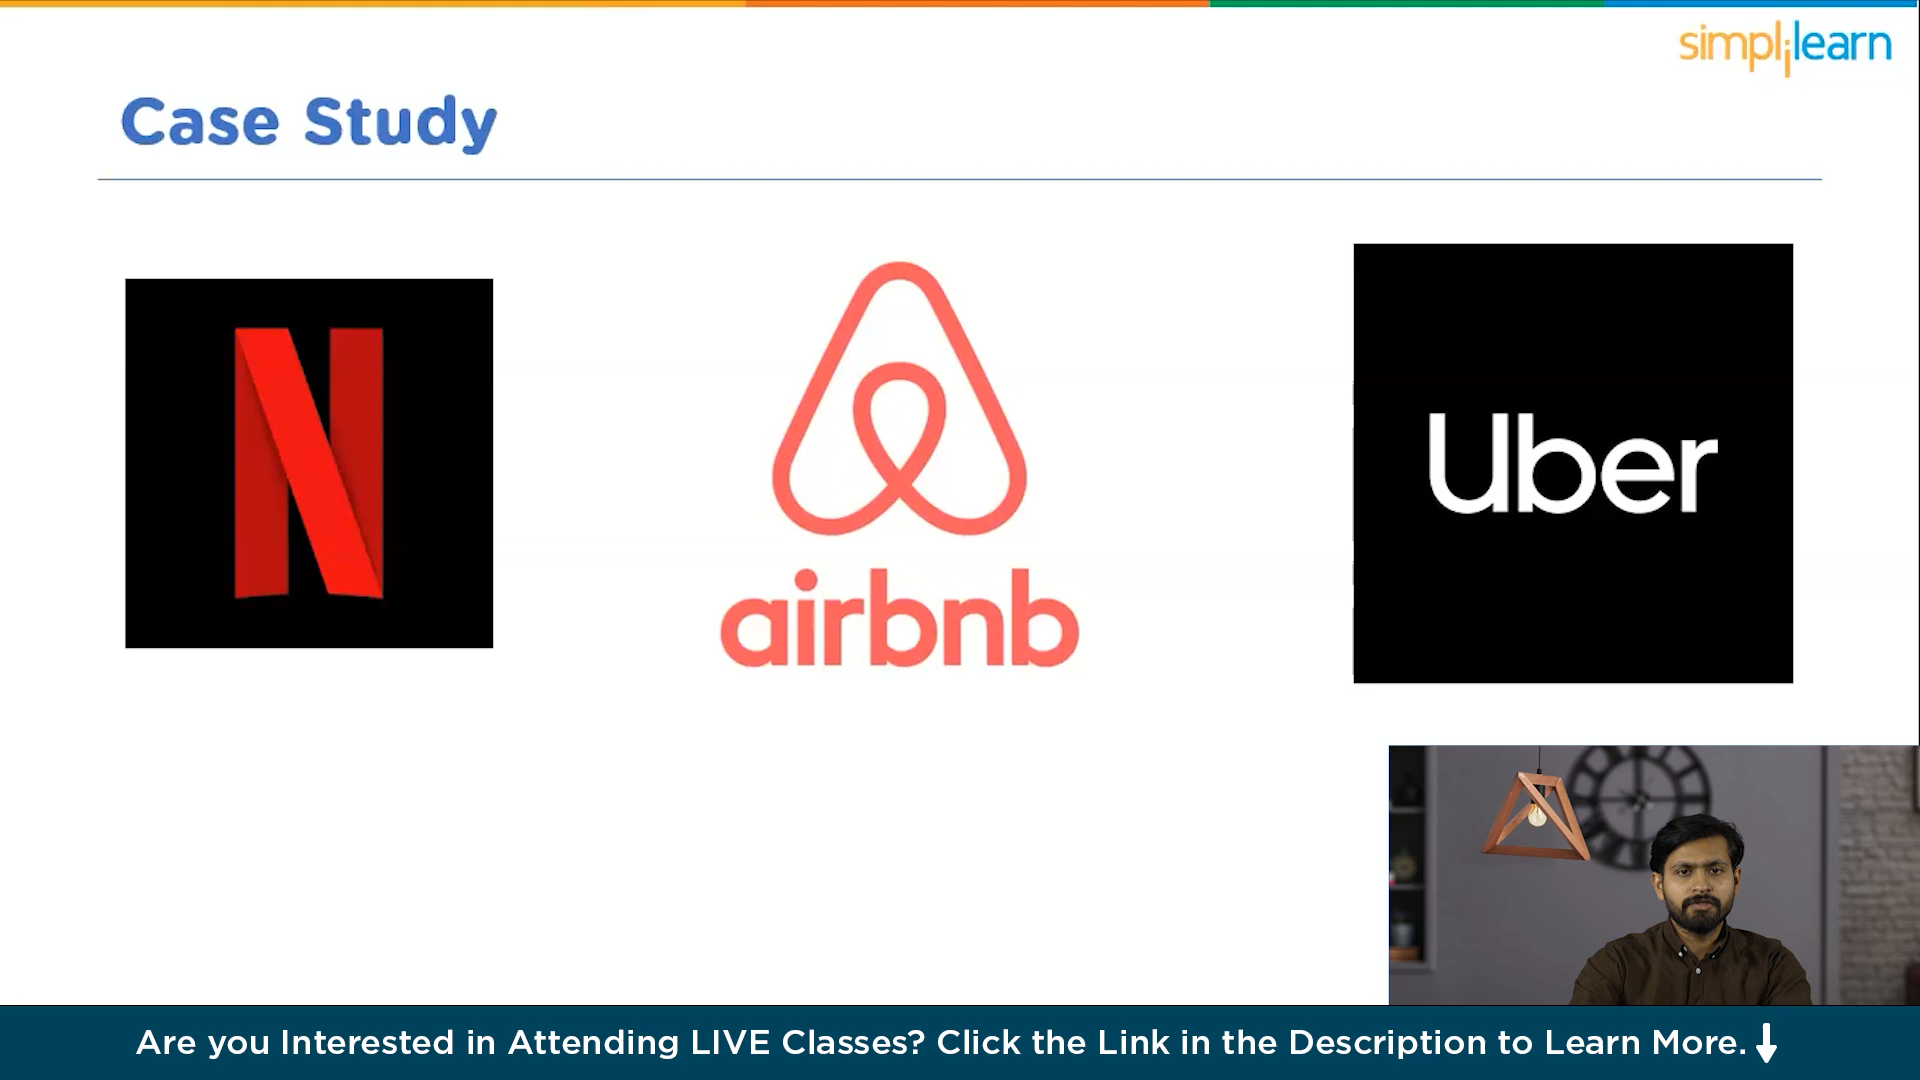 simplilearn
Case Study
N
airbnb
Uber
Are you Interested in Attending LIVE Classes? Click the Link in the Description to Learn More.